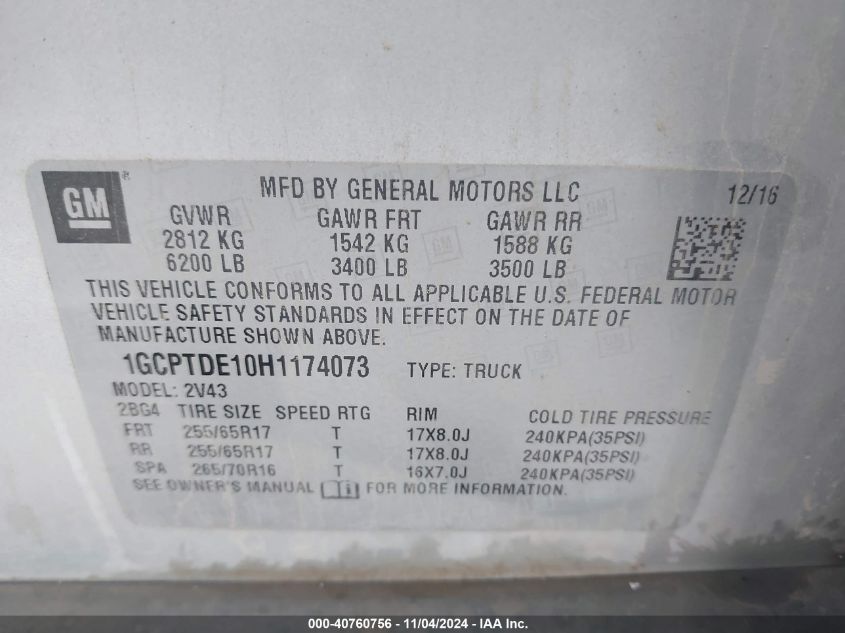 GM ®
MFD BY GENERAL MOTORS LLC 12/16
GVWR GAWR FRT GAWR RR
2812 KG 1542 KG 1588 KG
6200 LB 3400 LB 3500 LB
THIS VEHICLE CONFORMS TO ALL APPLICABLE U.S. FEDERAL MOTOR
VEHICLE SAFETY STANDARDS IN EFFECT ON THE DATE OF
MANUFACTURE SHOWN ABOVE.
1GCPTDE10H1174073 TYPE: TRUCK
MODEL: 2V43
2BG4 TIRE SIZE SPEED RTG RIM COLD TIRE PRESSURE
FRT 255/65R17 T 17X8.0J 240KPA(35PSI)
RR 255/65R17 T 17X8.0J 240KPA(35PSI)
SPA 265/70R16 T 16X7.0J 240KPA(35PSI)
SEE OWNER'S MANUAL FOR MORE INFORMATION.
000-40760756 - 11/04/2024 - IAA Inc.